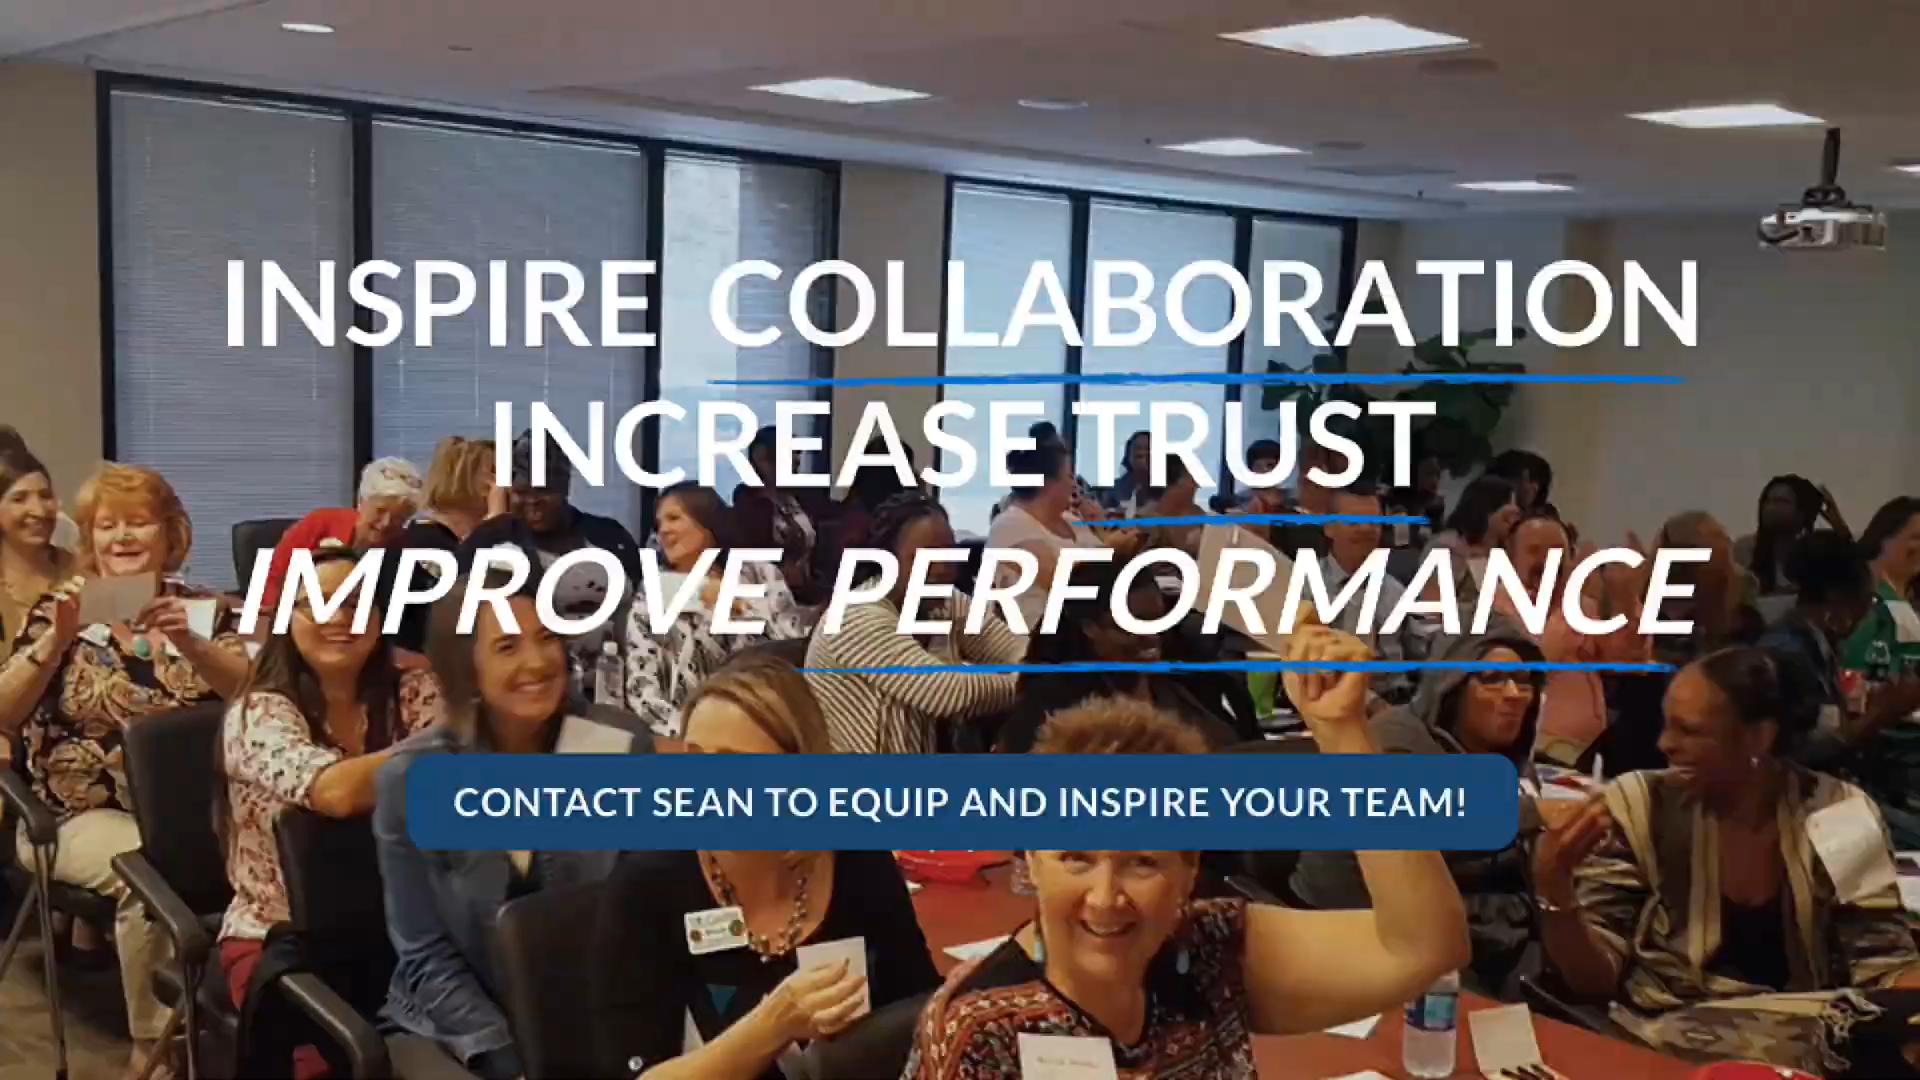 INSPIRE COLLABORATION
INCREASE TRUST
IMPROVE PERFORMANCE
CONTACT SEAN TO EQUIP AND INSPIRE YOUR TEAM!